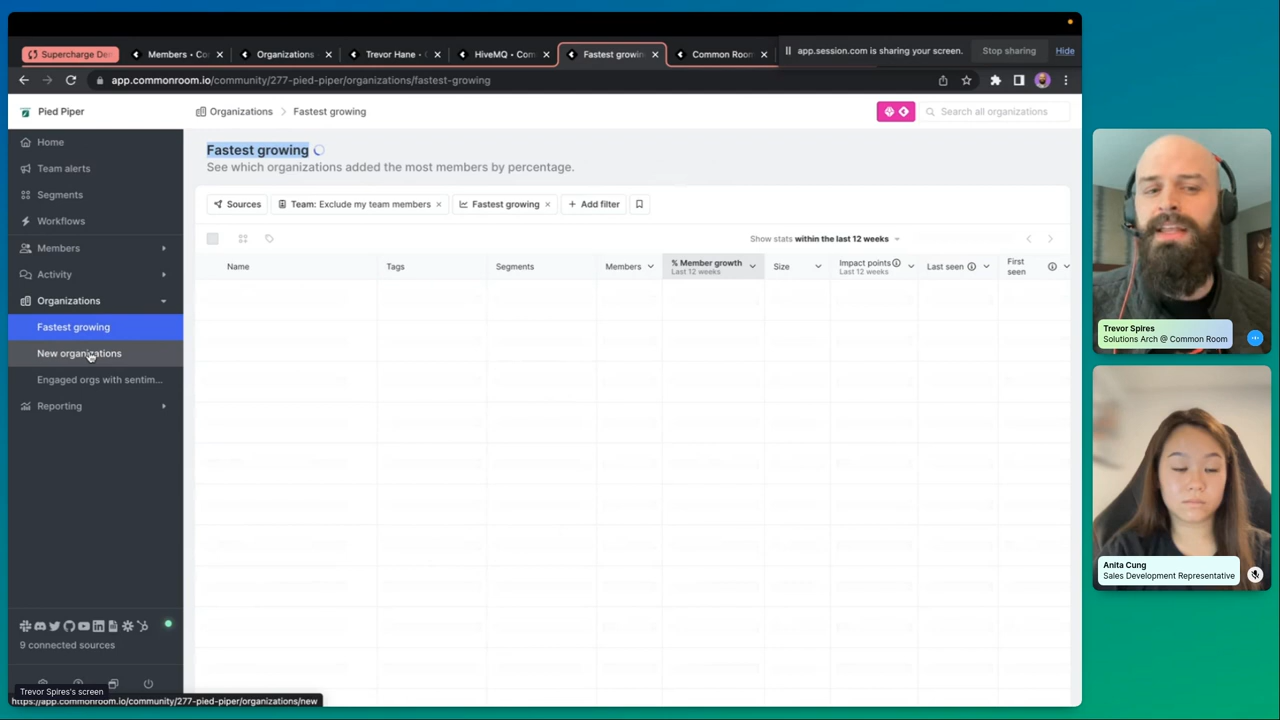 Supercharge De
Members • Co
Organizations
Trevor Hane •
HiveMQ • Com
Fastest growin
Common Room
app.session.com is sharing your screen.
Stop sharing
Hide
app.commonroom.io/community/277-pied-piper/organizations/fastest-growing
Pied Piper
Organizations > Fastest growing
Search all organizations
Home
Team alerts
Segments
Workflows
Members
Activity
Organizations
Fastest growing
New organizations
Engaged orgs with sentim...
Reporting
Fastest growing
See which organizations added the most members by percentage.
Sources
Team: Exclude my team members ×
Fastest growing ×
+ Add filter
Show stats within the last 12 weeks
Name
Tags
Segments
Members
% Member growth
Last 12 weeks
Size
Impact points
Last 12 weeks
Last seen
First
seen
9 connected sources
Trevor Spires's screen
https://app.commonroom.io/community/277-pied-piper/organizations/new
Trevor Spires
Solutions Arch @ Common Room
Anita Cung
Sales Development Representative